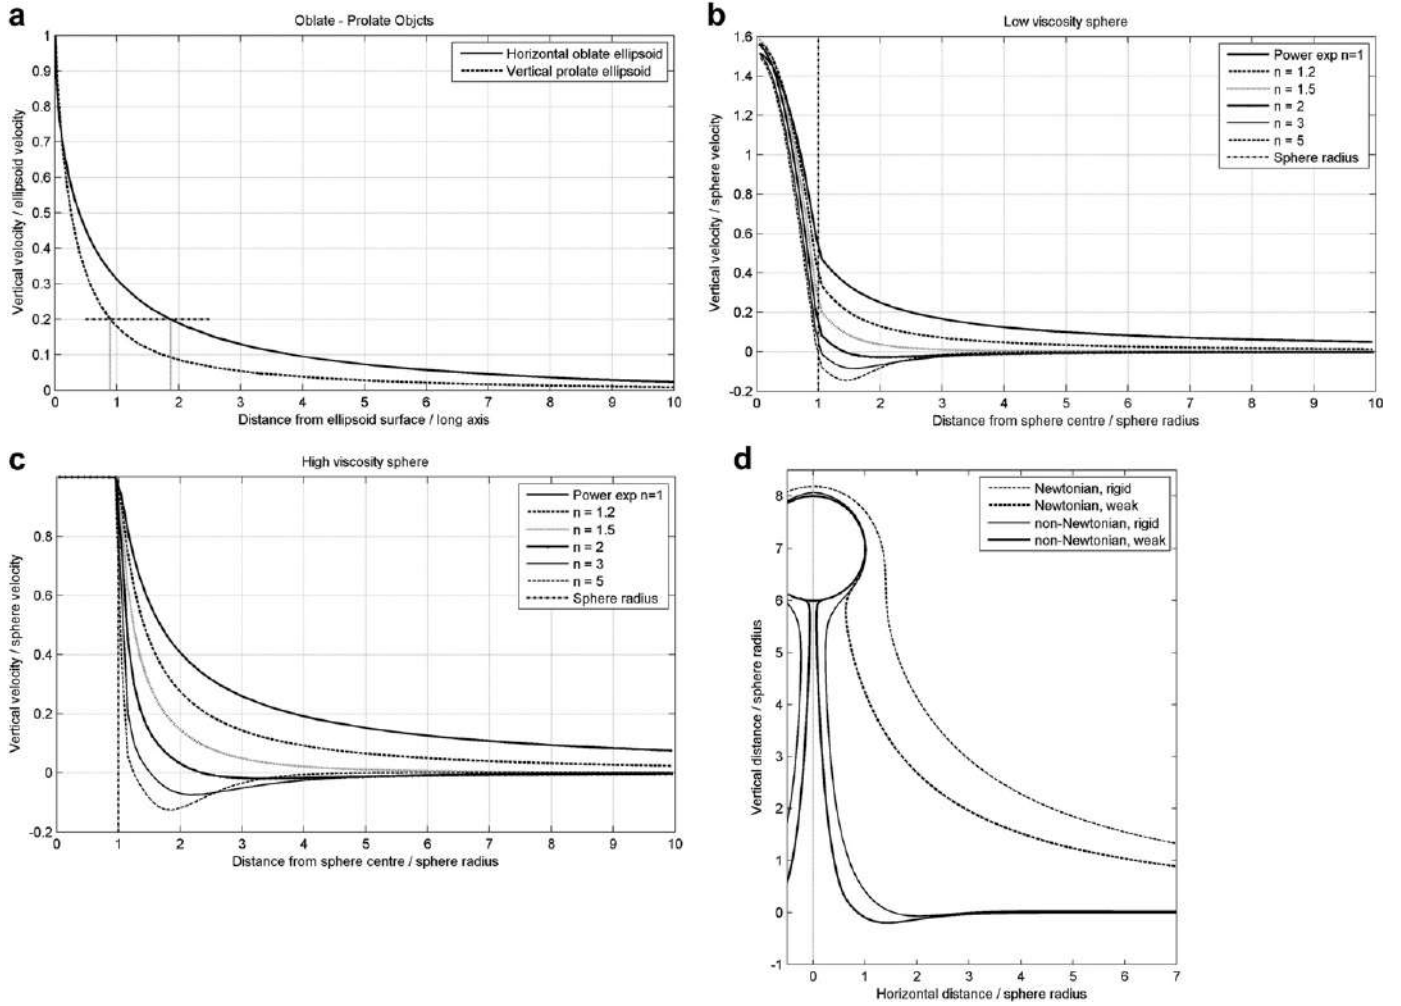 a
Oblate - Prolate Objcts
Vertical velocity / ellipsoid velocity
1
0.9
0.8
0.7
0.6
0.5
0.4
0.3
0.2
0.1
0
Horizontal oblate ellipsoid
Vertical prolate ellipsoid
0 1 2 3 4 5 6 7 8 9 10
Distance from ellipsoid surface / long axis
b
Low viscosity sphere
Vertical velocity / sphere velocity
1.6
1.4
1.2
1
0.8
0.6
0.4
0.2
0
-0.2
Power exp n=1
n = 1.2
n = 1.5
n = 2
n = 3
n = 5
Sphere radius
0 1 2 3 4 5 6 7 8 9 10
Distance from sphere centre / sphere radius
c
High viscosity sphere
Vertical velocity / sphere velocity
0.8
0.6
0.4
0.2
0
-0.2
Power exp n=1
n = 1.2
n = 1.5
n = 2
n = 3
n = 5
Sphere radius
0 1 2 3 4 5 6 7 8 9 10
Distance from sphere centre / sphere radius
d
Vertical distance / sphere radius
8
7
6
5
4
3
2
1
0
-1
Newtonian, rigid
Newtonian, weak
non-Newtonian, rigid
non-Newtonian, weak
0 1 2 3 4 5 6 7
Horizontal distance / sphere radius